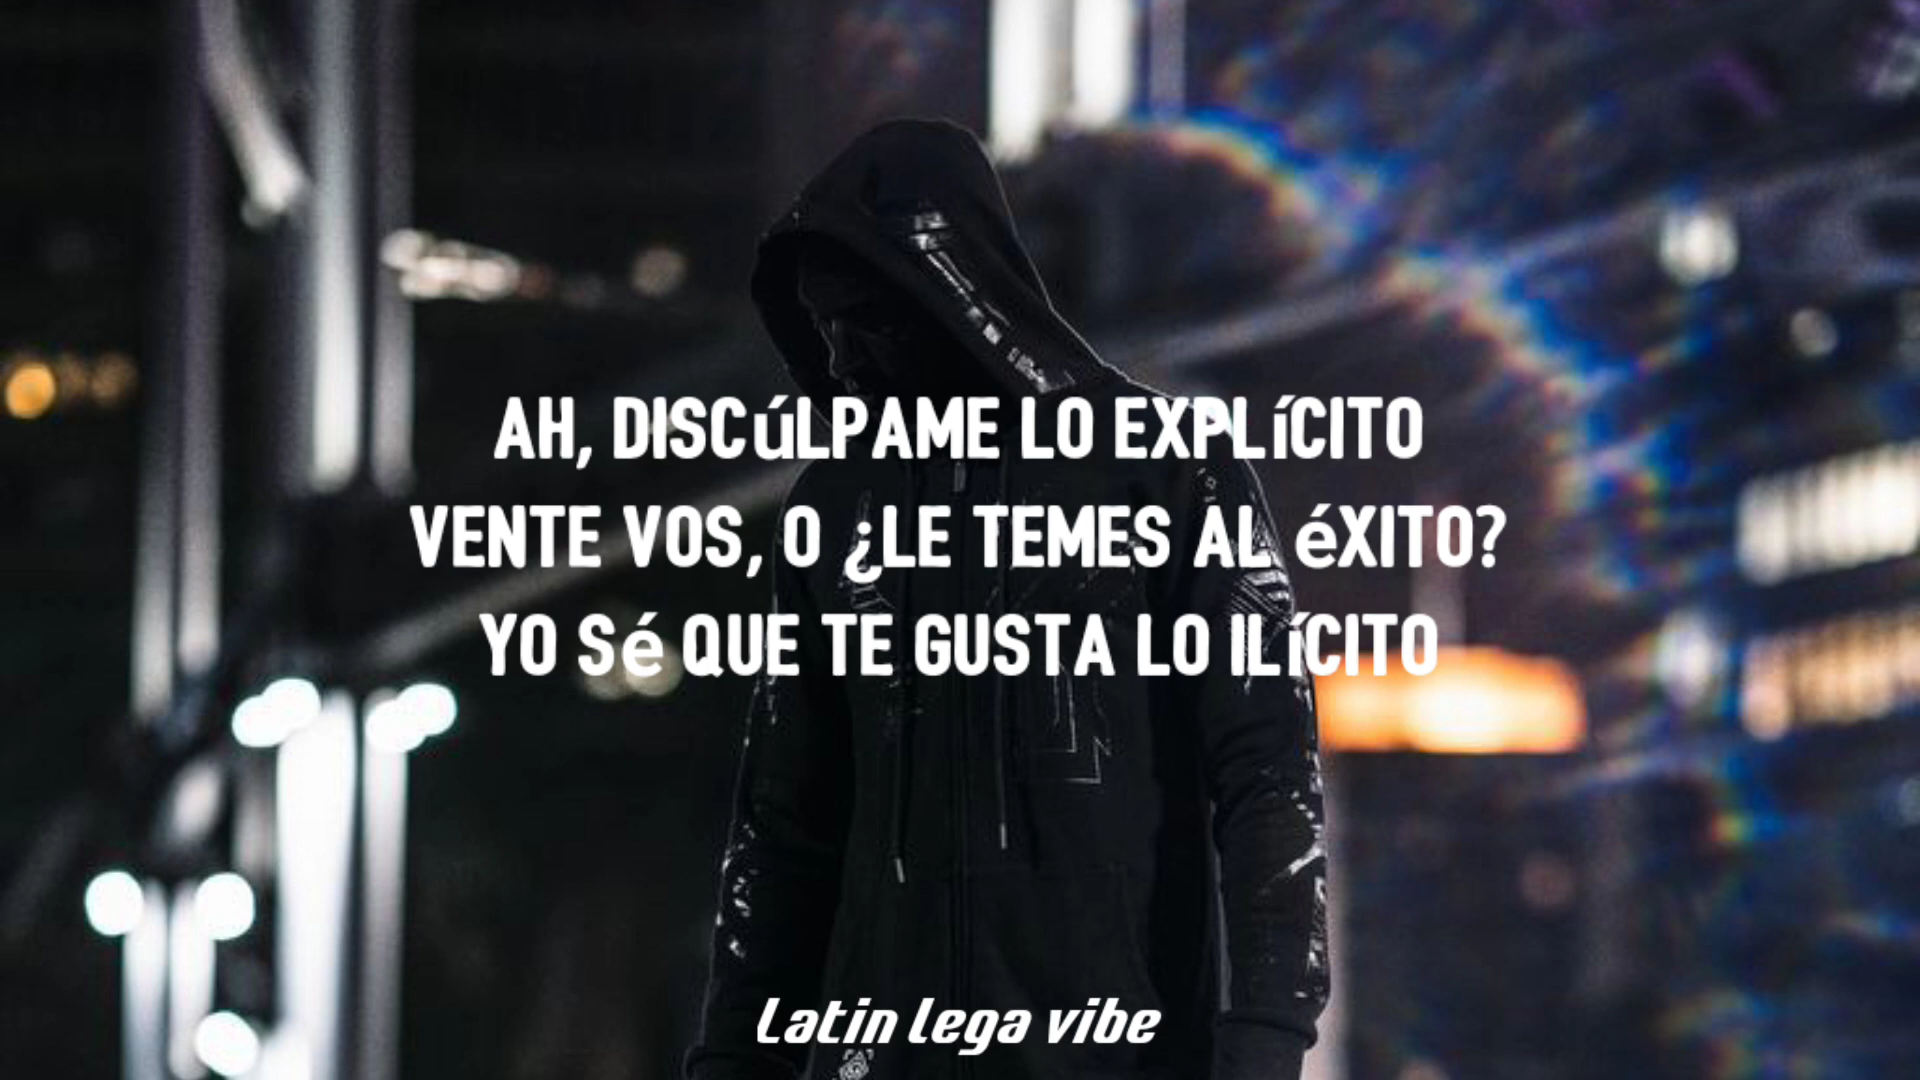 AH, DISCúLPAME LO EXPLíCITO
VENTE VOS, O ¿LE TEMES AL éXITO?
YO Sé QUE TE GUSTA LO ILíCITO
Latin lega vibe